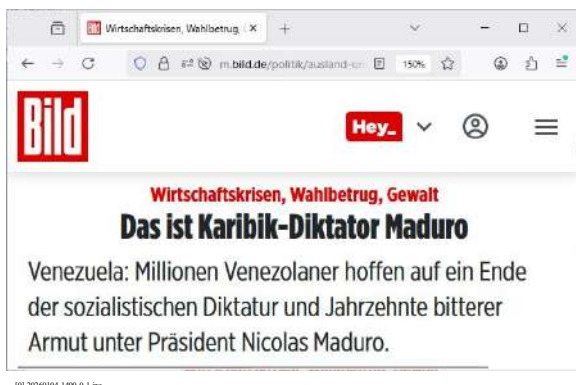 Wirtschaftskrisen, Wahlbetrug, (
m.bild.de/politik/ausland-
150%
Bild
Hey_
Wirtschaftskrisen, Wahlbetrug, Gewalt
Das ist Karibik-Diktator Maduro
Venezuela: Millionen Venezolaner hoffen auf ein Ende
der sozialistischen Diktatur und Jahrzehnte bitterer
Armut unter Präsident Nicolas Maduro.